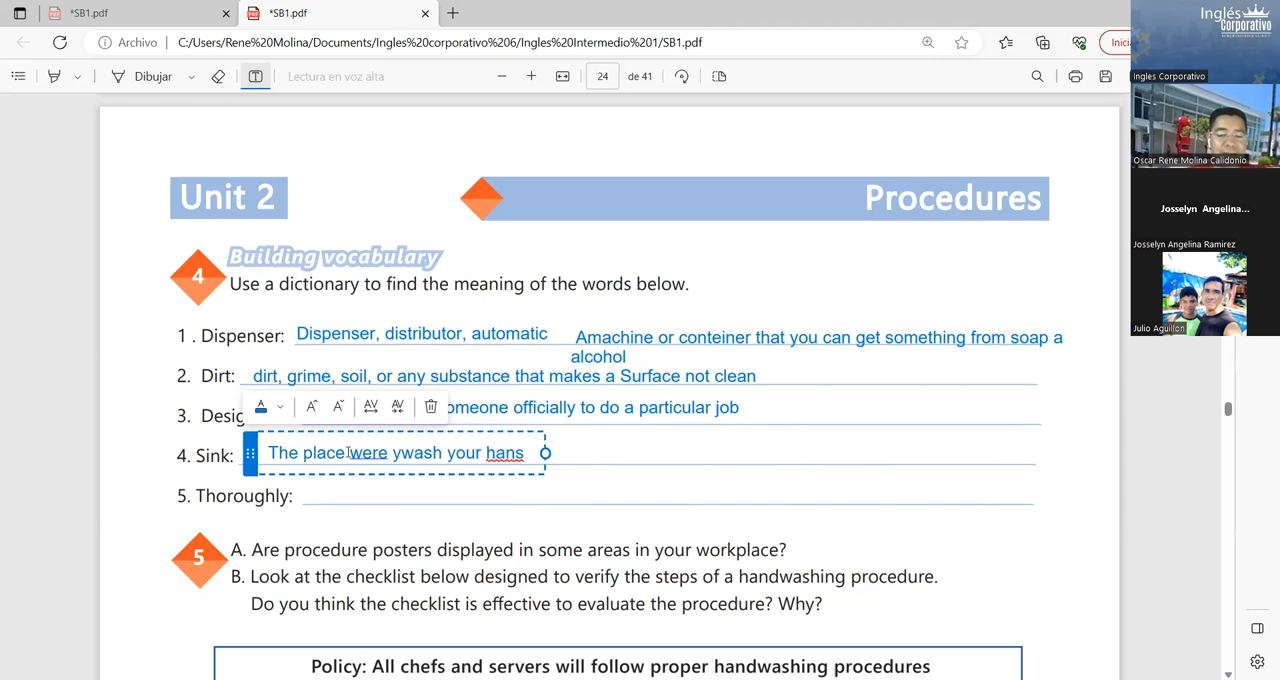 *SB1.pdf
*SB1.pdf
Archivo | C:/Users/Rene%20Molina/Documents/Ingles%20corporativo%206/Ingles%20Intermedio%201/SB1.pdf
Dibujar Lectura en voz alta 24 de 41
Inglés
Corporativo
Ingles Corporativo
Oscar Rene Molina Calidonio
Josselyn Angelina...
Josselyn Angelina Ramirez
Julio Aguillon
Unit 2 Procedures
Building vocabulary
4 Use a dictionary to find the meaning of the words below.
1 . Dispenser: Dispenser, distributor, automatic Amachine or conteiner that you can get something from soap a
alcohol
2. Dirt: dirt, grime, soil, or any substance that makes a Surface not clean
3. Desig omeone officially to do a particular job
4. Sink: The place were ywash your hans
5. Thoroughly:
5 A. Are procedure posters displayed in some areas in your workplace?
B. Look at the checklist below designed to verify the steps of a handwashing procedure.
Do you think the checklist is effective to evaluate the procedure? Why?
Policy: All chefs and servers will follow proper handwashing procedures